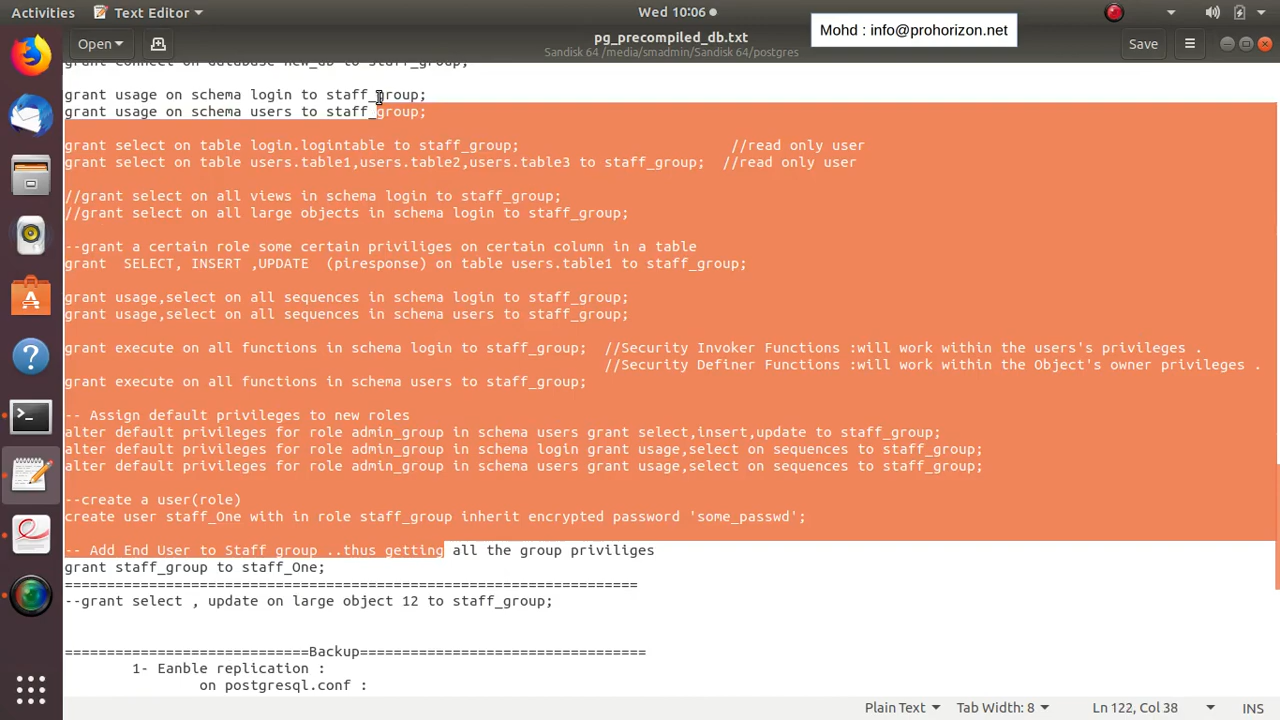 Activities
Text Editor
Wed 10:06
Mohd : info@prohorizon.net
Open
pg_precompiled_db.txt
Sandisk 64 /media/smadmin/Sandisk 64/postgres
Save
grant connect on database new_db to staff_group;
grant usage on schema login to staff_group;
grant usage on schema users to staff_group;
grant select on table login.logintable to staff_group; //read only user
grant select on table users.table1,users.table2,users.table3 to staff_group; //read only user
//grant select on all views in schema login to staff_group;
//grant select on all large objects in schema login to staff_group;
--grant a certain role some certain priviliges on certain column in a table
grant  SELECT, INSERT ,UPDATE  (piresponse) on table users.table1 to staff_group;
grant usage,select on all sequences in schema login to staff_group;
grant usage,select on all sequences in schema users to staff_group;
grant execute on all functions in schema login to staff_group;  //Security Invoker Functions :will work within the users's privileges .
//Security Definer Functions :will work within the Object's owner privileges .
grant execute on all functions in schema users to staff_group;
-- Assign default privileges to new roles
alter default privileges for role admin_group in schema users grant select,insert,update to staff_group;
alter default privileges for role admin_group in schema login grant usage,select on sequences to staff_group;
alter default privileges for role admin_group in schema users grant usage,select on sequences to staff_group;
--create a user(role)
create user staff_One with in role staff_group inherit encrypted password 'some_passwd';
-- Add End User to Staff group ..thus getting all the group priviliges
grant staff_group to staff_One;
====================================================================
--grant select , update on large object 12 to staff_group;
=============================Backup==================================
1- Eanble replication :
on postgresql.conf :
Plain Text
Tab Width: 8
Ln 122, Col 38
INS